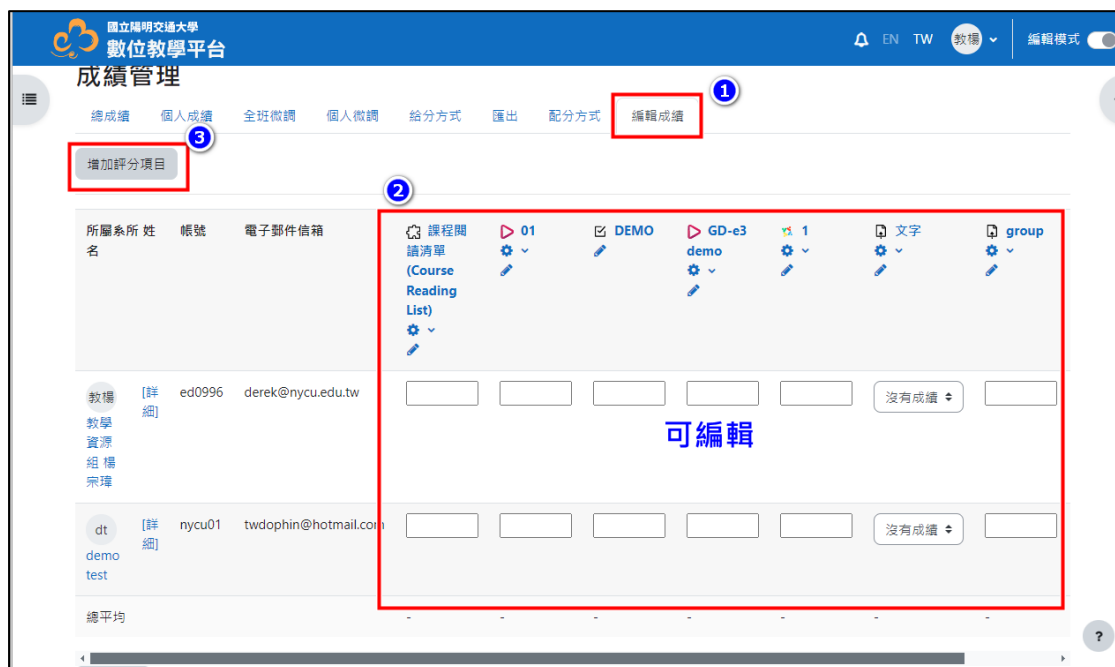 國立陽明交通大學
數位教學平台
EN TW 教楊 編輯模式
成績管理
1
總成績 個人成績 全班微調 個人微調 給分方式 匯出 配分方式 編輯成績
3
增加評分項目
2
所屬系所 姓名 帳號 電子郵件信箱
課程閱讀清單 (Course Reading List)
01
DEMO
GD-e3 demo
1
文字
group
教楊
教學資源組 楊宗瑋
[詳細]
ed0996 derek@nycu.edu.tw
沒有成績
可編輯
dt
demo test
[詳細]
nycu01 twdophin@hotmail.com
沒有成績
總平均 - - - - - - -
?